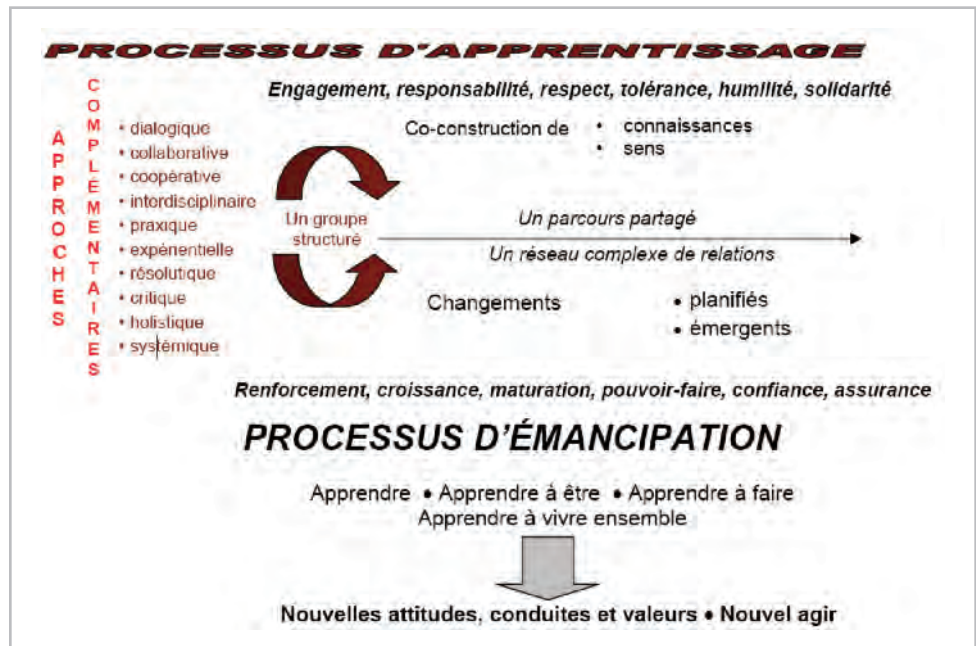 PROCESSUS D'APPRENTISSAGE
APPROCHES
COMPLÉMENTAIRES
• dialogique
• collaborative
• coopérative
• interdisciplinaire
• praxique
• expérientielle
• résolutique
• critique
• holistique
• systémique
Engagement, responsabilité, respect, tolérance, humilité, solidarité
Co-construction de • connaissances
• sens
Un groupe
structuré
Un parcours partagé
Un réseau complexe de relations
Changements • planifiés
• émergents
Renforcement, croissance, maturation, pouvoir-faire, confiance, assurance
PROCESSUS D'ÉMANCIPATION
Apprendre • Apprendre à être • Apprendre à faire
Apprendre à vivre ensemble
Nouvelles attitudes, conduites et valeurs • Nouvel agir